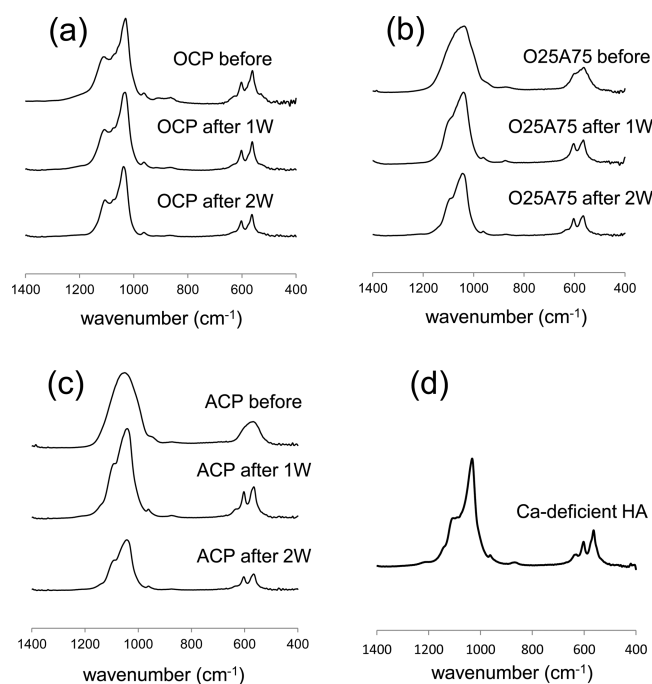 (a)
OCP before
OCP after 1W
OCP after 2W
1400 1200 1000 800 600 400
wavenumber (cm-1)
(b)
O25A75 before
O25A75 after 1W
O25A75 after 2W
1400 1200 1000 800 600 400
wavenumber (cm-1)
(c)
ACP before
ACP after 1W
ACP after 2W
1400 1200 1000 800 600 400
wavenumber (cm-1)
(d)
Ca-deficient HA
1400 1200 1000 800 600 400
wavenumber (cm-1)